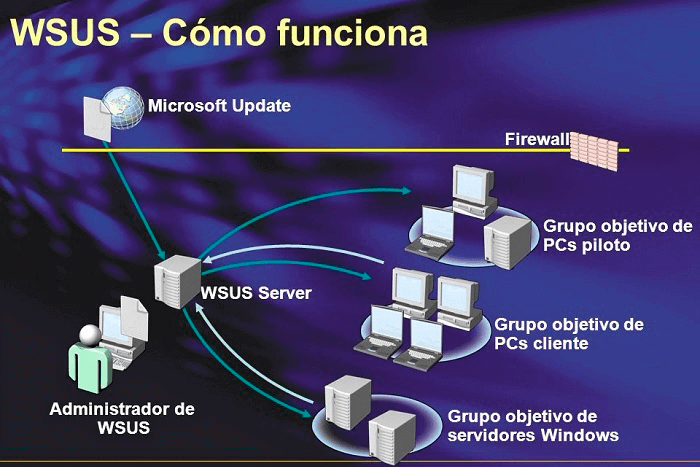 WSUS – Cómo funciona
Microsoft Update
Firewall
Grupo objetivo de
PCs piloto
WSUS Server
Grupo objetivo de
PCs cliente
Administrador de
WSUS
Grupo objetivo de
servidores Windows